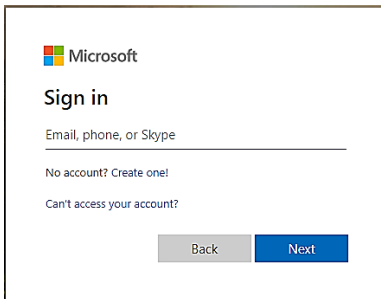 Microsoft
Sign in
Email, phone, or Skype
No account? Create one!
Can't access your account?
Back Next